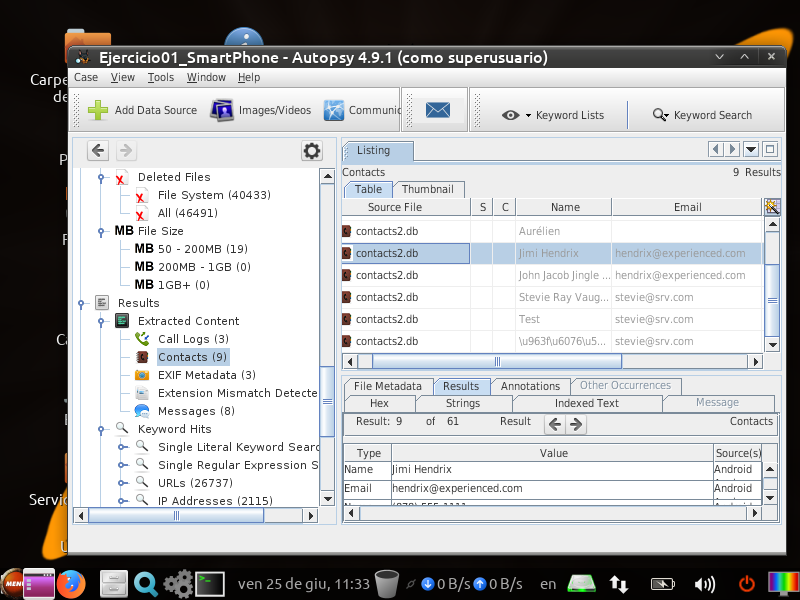 Ejercicio01_SmartPhone - Autopsy 4.9.1 (como superusuario)
Case View Tools Window Help
Add Data Source Images/Videos Communic Keyword Lists Keyword Search
Carpe
de
Servic
Deleted Files
File System (40433)
All (46491)
MB File Size
MB 50 - 200MB (19)
MB 200MB - 1GB (0)
MB 1GB+ (0)
Results
Extracted Content
Call Logs (3)
Contacts (9)
EXIF Metadata (3)
Extension Mismatch Detecte
Messages (8)
Keyword Hits
Single Literal Keyword Searc
Single Regular Expression S
URLs (26737)
IP Addresses (2115)
Listing
Contacts 9 Results
Table Thumbnail
Source File S C Name Email
contacts2.db Aurélien
contacts2.db Jimi Hendrix hendrix@experienced.com
contacts2.db John Jacob Jingle ... hendrix@experienced.com
contacts2.db Stevie Ray Vaug... stevie@srv.com
contacts2.db Test
contacts2.db \u963f\u6076\u5... stevie@srv.com
File Metadata Results Annotations Other Occurrences
Hex Strings Indexed Text Message
Result: 9 of 61 Result Contacts
Type Value Source(s)
Name Jimi Hendrix Android
Email hendrix@experienced.com Android
MENU ven 25 de giu, 11:33 0 B/s 0 B/s en